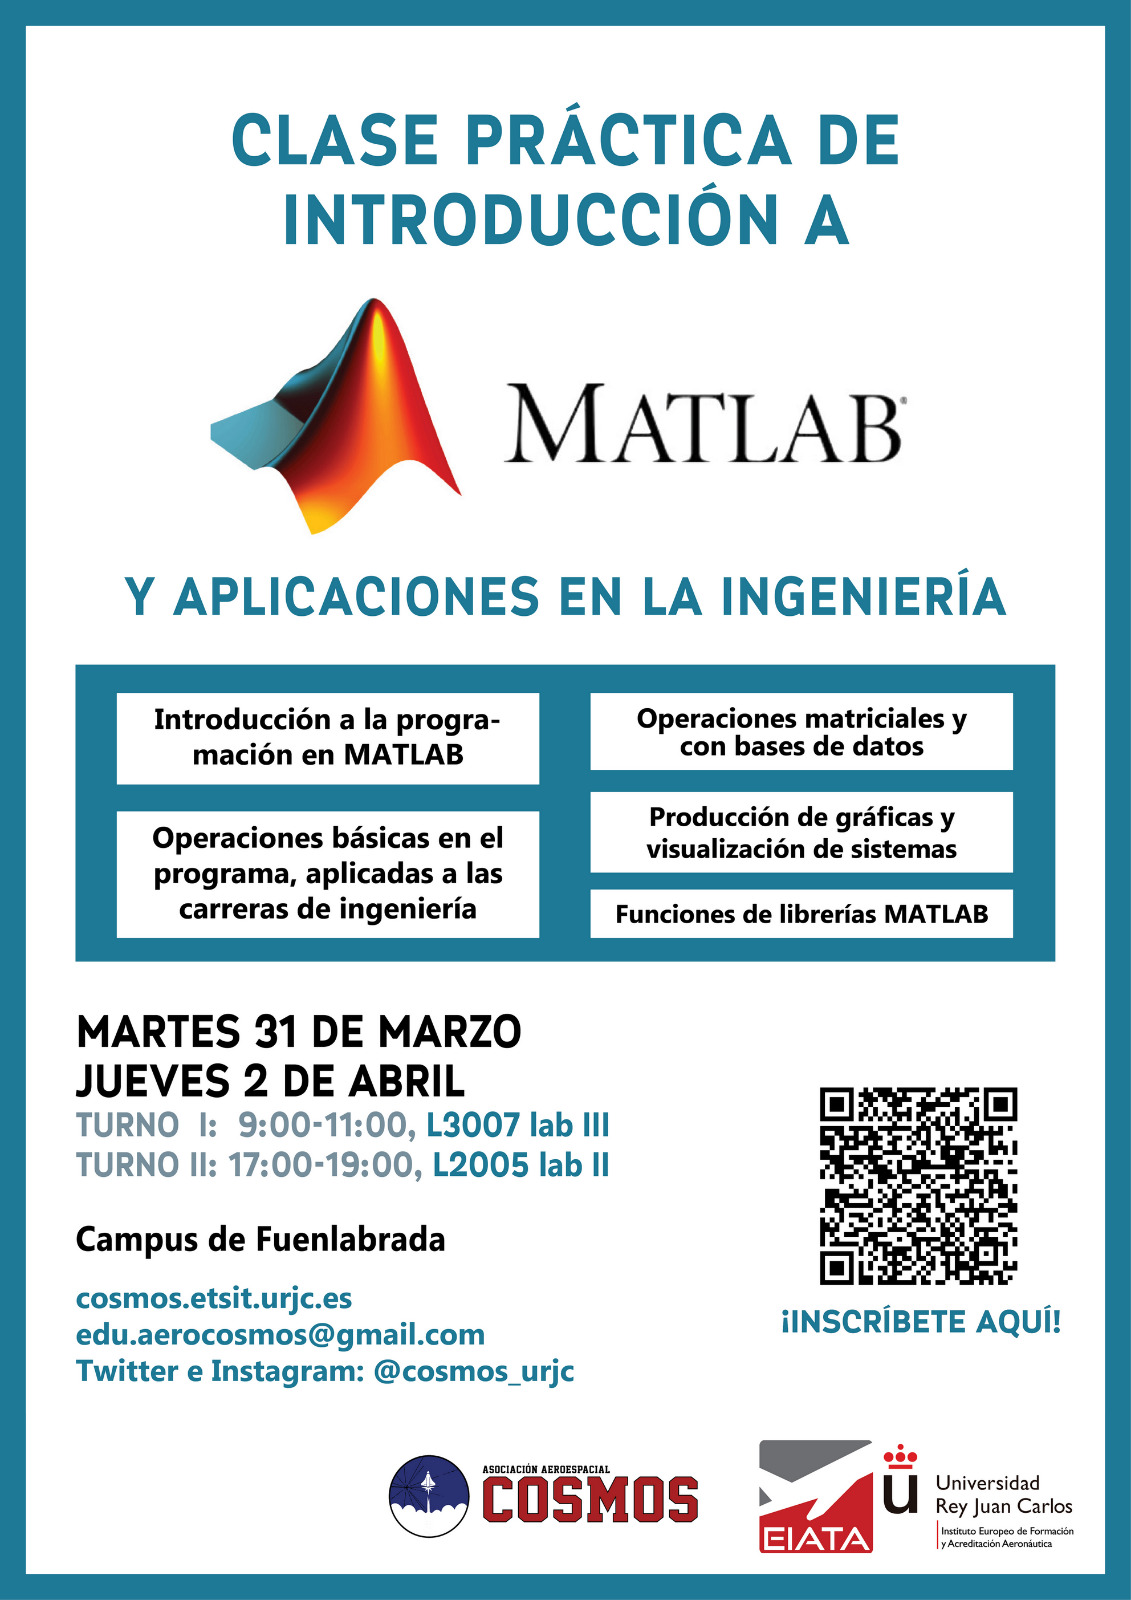 CLASE PRÁCTICA DE
INTRODUCCIÓN A
MATLAB®
Y APLICACIONES EN LA INGENIERÍA
Introducción a la progra-
mación en MATLAB
Operaciones básicas en el
programa, aplicadas a las
carreras de ingeniería
Operaciones matriciales y
con bases de datos
Producción de gráficas y
visualización de sistemas
Funciones de librerías MATLAB
MARTES 31 DE MARZO
JUEVES 2 DE ABRIL
TURNO I: 9:00-11:00, L3007 lab III
TURNO II: 17:00-19:00, L2005 lab II
Campus de Fuenlabrada
cosmos.etsit.urjc.es
edu.aerocosmos@gmail.com
Twitter e Instagram: @cosmos_urjc
¡INSCRÍBETE AQUÍ!
ASOCIACIÓN AEROESPACIAL
COSMOS
EIATA
u
Universidad
Rey Juan Carlos
Instituto Europeo de Formación
y Acreditación Aeronáutica